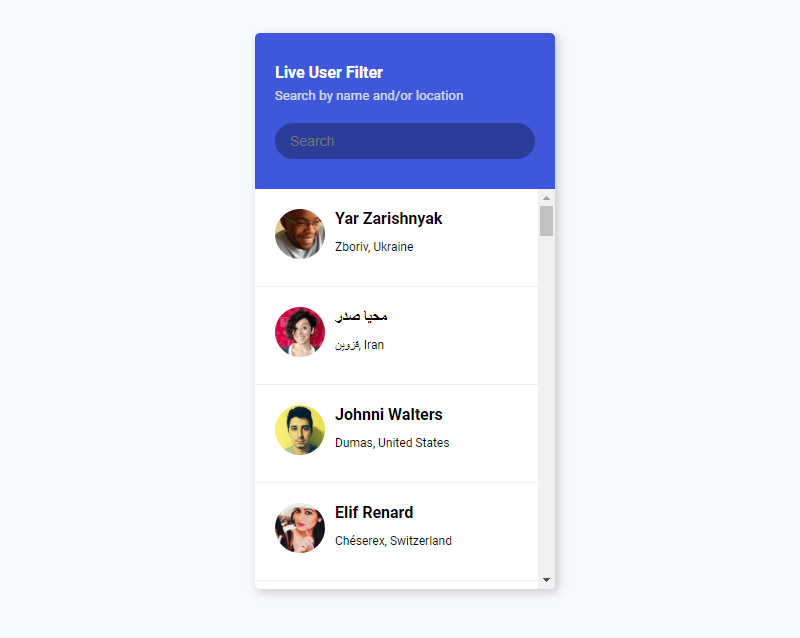 Live User Filter
Search by name and/or location
Search
Yar Zarishnyak
Zboriv, Ukraine
محیا صدر
قزوین, Iran
Johnni Walters
Dumas, United States
Elif Renard
Chéserex, Switzerland